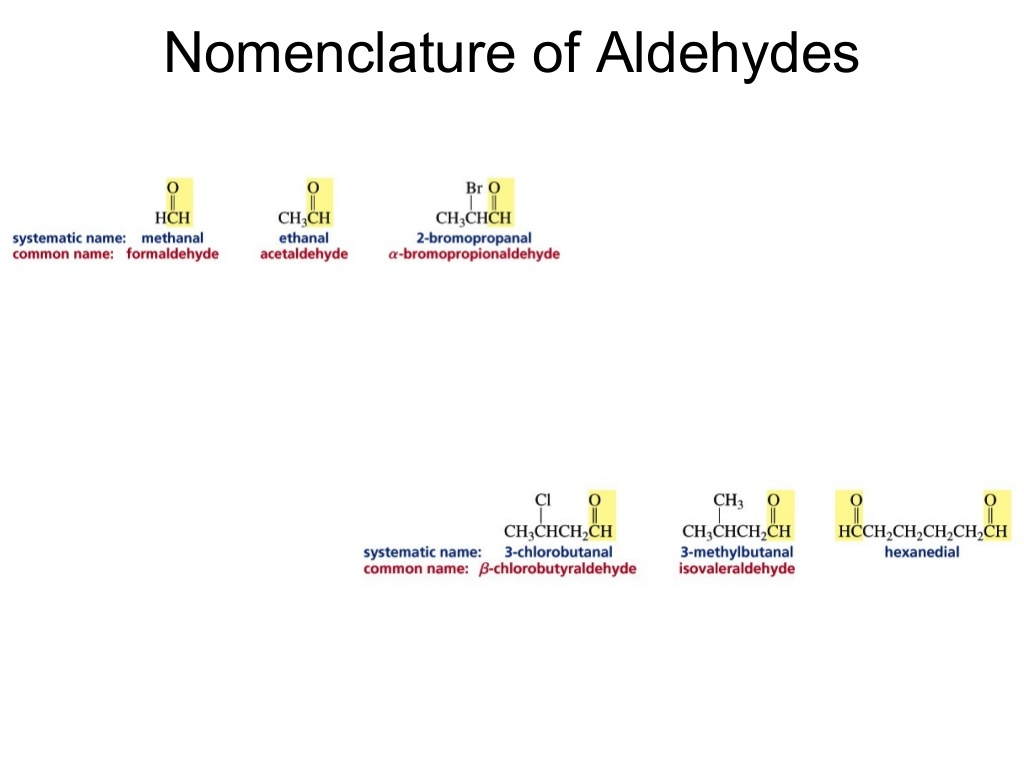 Nomenclature of Aldehydes
O O Br O
HCH CH₃CH CH₃CHCH
systematic name: methanal ethanal 2-bromopropanal
common name: formaldehyde acetaldehyde α-bromopropionaldehyde
Cl O CH₃ O O O
CH₃CHCH₂CH CH₃CHCH₂CH HCCH₂CH₂CH₂CH₂CH
systematic name: 3-chlorobutanal 3-methylbutanal hexanedial
common name: β-chlorobutyraldehyde isovaleraldehyde